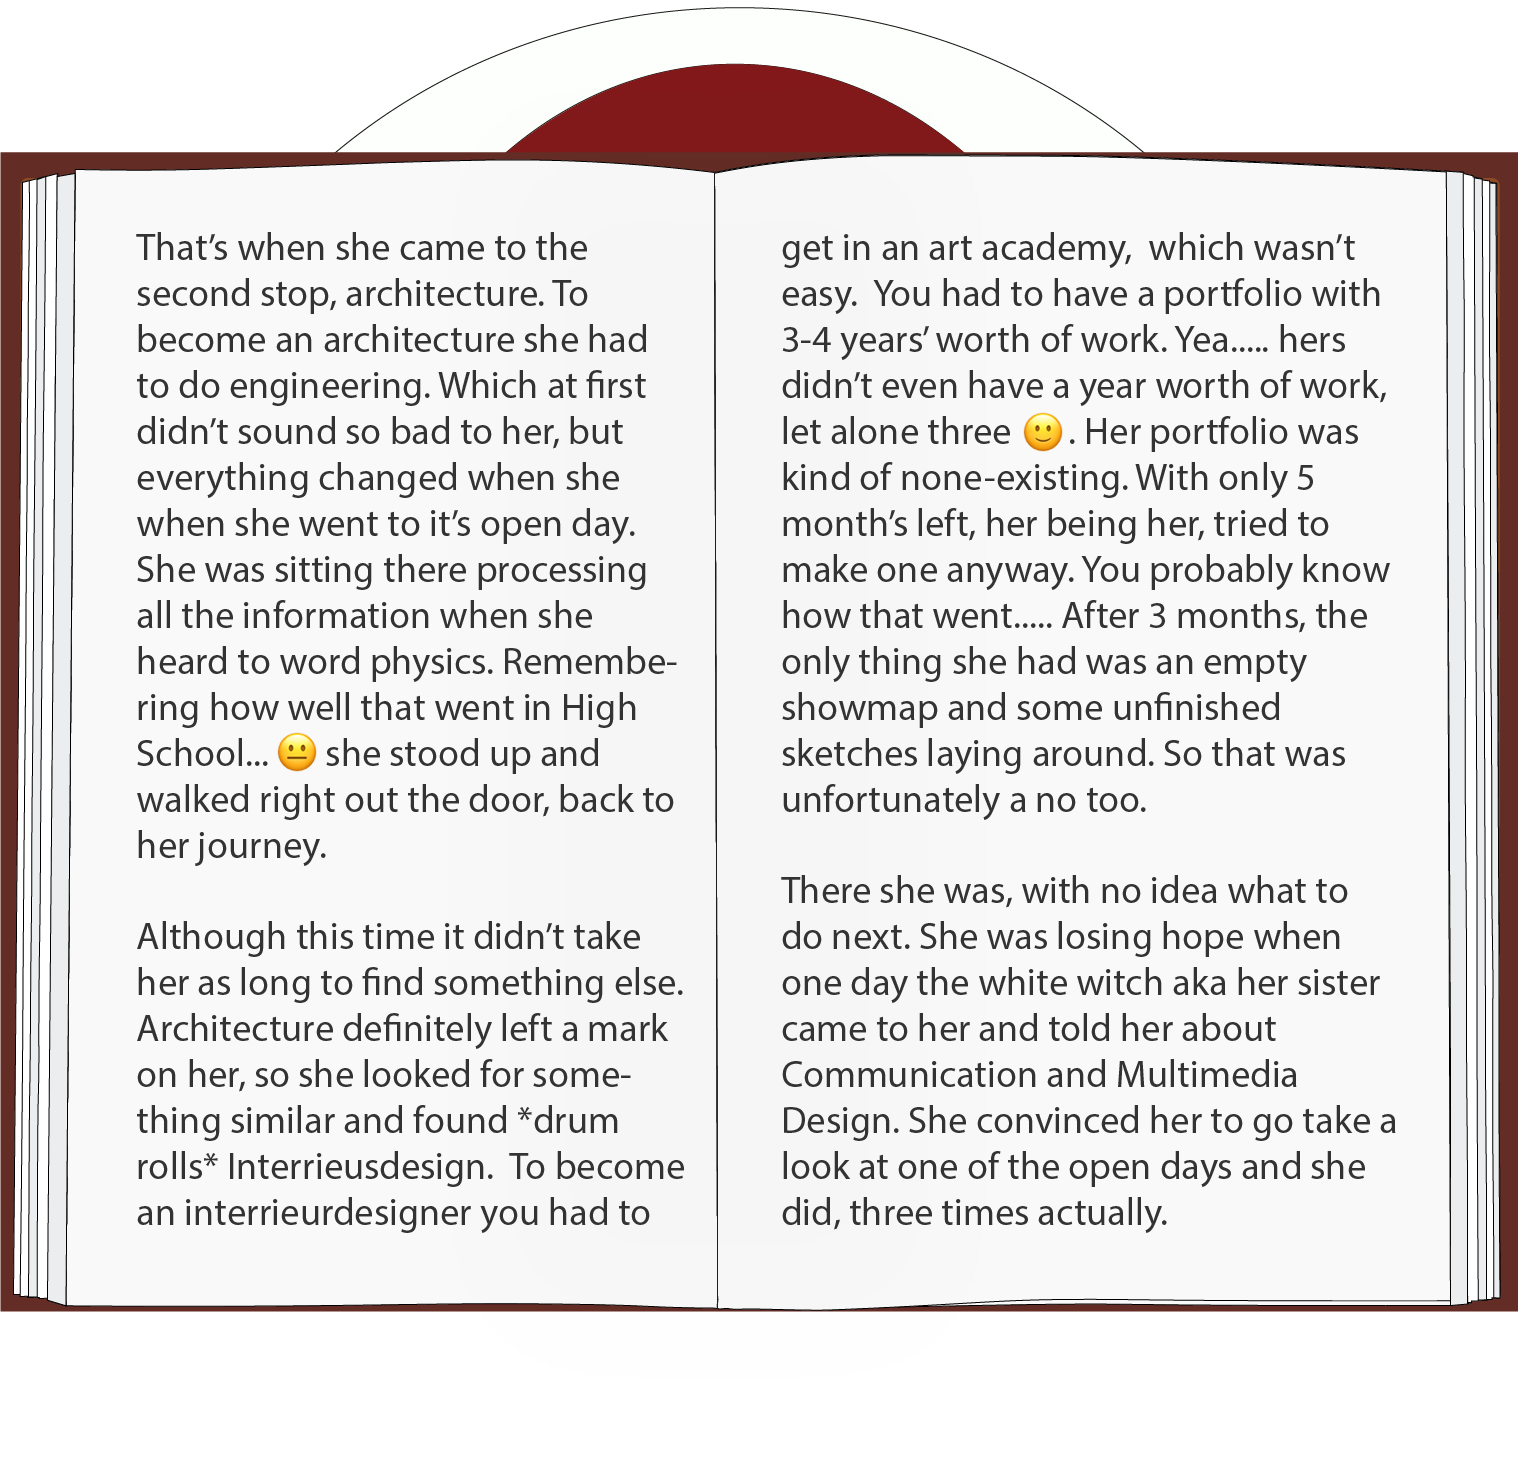 That’s when she came to the
second stop, architecture. To
become an architecture she had
to do engineering. Which at first
didn’t sound so bad to her, but
everything changed when she
when she went to it’s open day.
She was sitting there processing
all the information when she
heard to word physics. Remembe-
ring how well that went in High
School... 😐 she stood up and
walked right out the door, back to
her journey.
Although this time it didn’t take
her as long to find something else.
Architecture definitely left a mark
on her, so she looked for some-
thing similar and found *drum
rolls* Interrieusdesign.  To become
an interrieurdesigner you had to
get in an art academy,  which wasn’t
easy.  You had to have a portfolio with
3-4 years’ worth of work. Yea..... hers
didn’t even have a year worth of work,
let alone three 🙂 . Her portfolio was
kind of none-existing. With only 5
month’s left, her being her, tried to
make one anyway. You probably know
how that went..... After 3 months, the
only thing she had was an empty
showmap and some unfinished
sketches laying around. So that was
unfortunately a no too.
There she was, with no idea what to
do next. She was losing hope when
one day the white witch aka her sister
came to her and told her about
Communication and Multimedia
Design. She convinced her to go take a
look at one of the open days and she
did, three times actually.